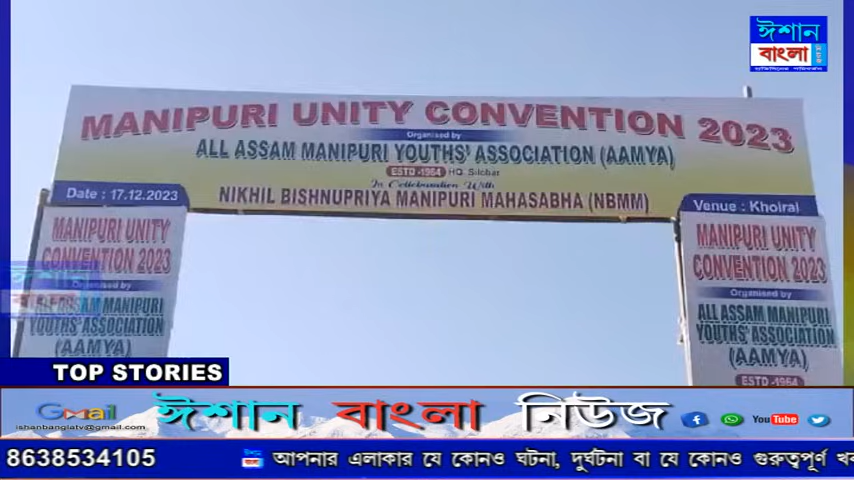 ঈশান
বাংলা
MANIPURI UNITY CONVENTION 2023
Organised by
ALL ASSAM MANIPURI YOUTHS' ASSOCIATION (AAMYA)
ESTD -1964 HQ. Silchar
In Collaboration With
NIKHIL BISHNUPRIYA MANIPURI MAHASABHA (NBMM)
Date : 17.12.2023
Venue : Khoiral
MANIPURI UNITY
CONVENTION 2023
Organised by
ALL ASSAM MANIPURI
YOUTHS' ASSOCIATION
(AAMYA)
MANIPURI UNITY
CONVENTION 2023
Organised by
ALL ASSAM MANIPURI
YOUTHS' ASSOCIATION
(AAMYA)
ESTD -1964
TOP STORIES
Gmail
ishanbanglatv@gmail.com
ঈশান বাংলা নিউজ
YouTube
8638534105
আপনার এলাকার যে কোনও ঘটনা, দুর্ঘটনা বা যে কোনও গুরুত্বপূর্ণ